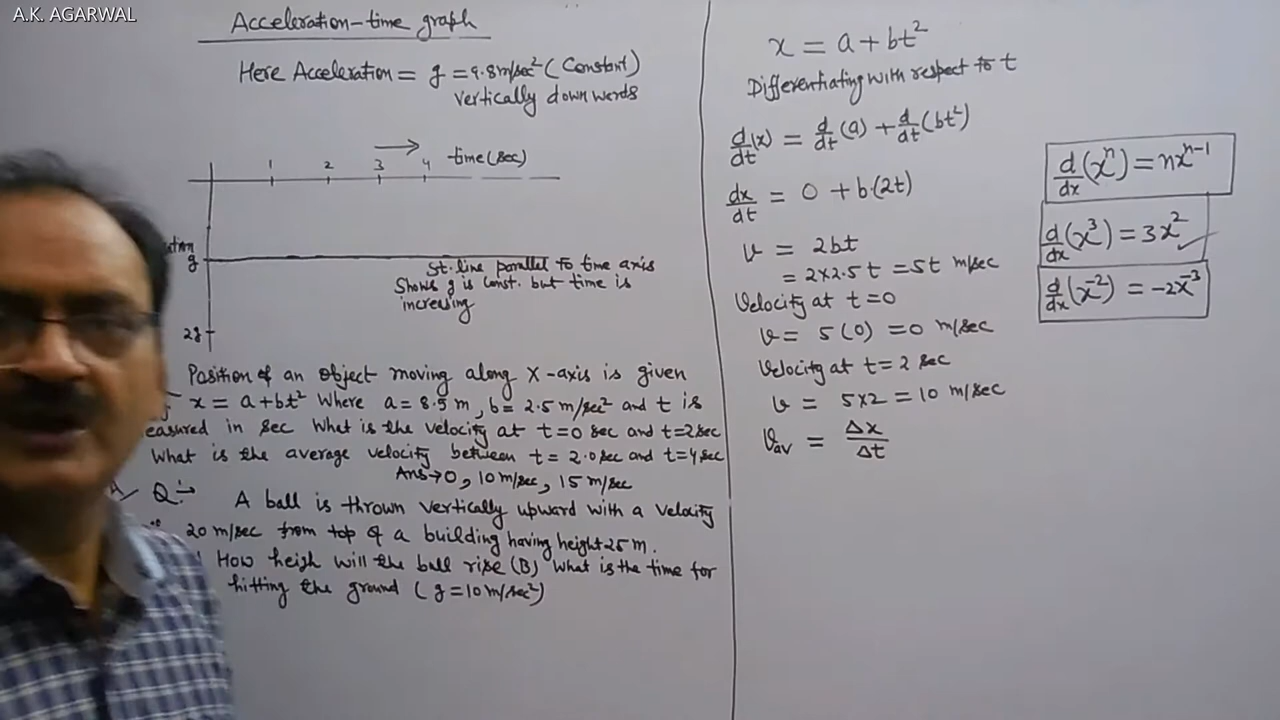 A.K. AGARWAL
Acceleration-time graph
Here Acceleration = g = 9.8 m/sec² (Constant)
vertically downwords
1 2 3 4 time (sec)
g
St. line parallel to time axis
Shows g is Const. but time is
increasing
2g
Position of an object moving along X-axis is given
x = a + bt² Where a = 8.5 m, b = 2.5 m/sec² and t is
easured in sec What is the velocity at t=0 sec and t=2 sec
What is the average velocity between t = 2.0 sec and t=4 sec
Ans → 0, 10 m/sec, 15 m/sec
Q:→ A ball is thrown vertically upward with a velocity
20 m/sec from top of a building having height 25 m.
How heigh will the ball rise (B) What is the time for
hitting the ground (g = 10 m/sec²)
x = a + bt²
Differentiating with respect to t
d/dt (x) = d/dt (a) + d/dt (bt²)
dx/dt = 0 + b.(2t)
v = 2bt
= 2×2.5t = 5t m/sec
Velocity at t=0
v = 5(0) = 0 m/sec
Velocity at t=2 sec
v = 5×2 = 10 m/sec
Vav = Δx/Δt
d/dx (xⁿ) = nxⁿ⁻¹
d/dx (x³) = 3x²
d/dx (x⁻²) = -2x⁻³